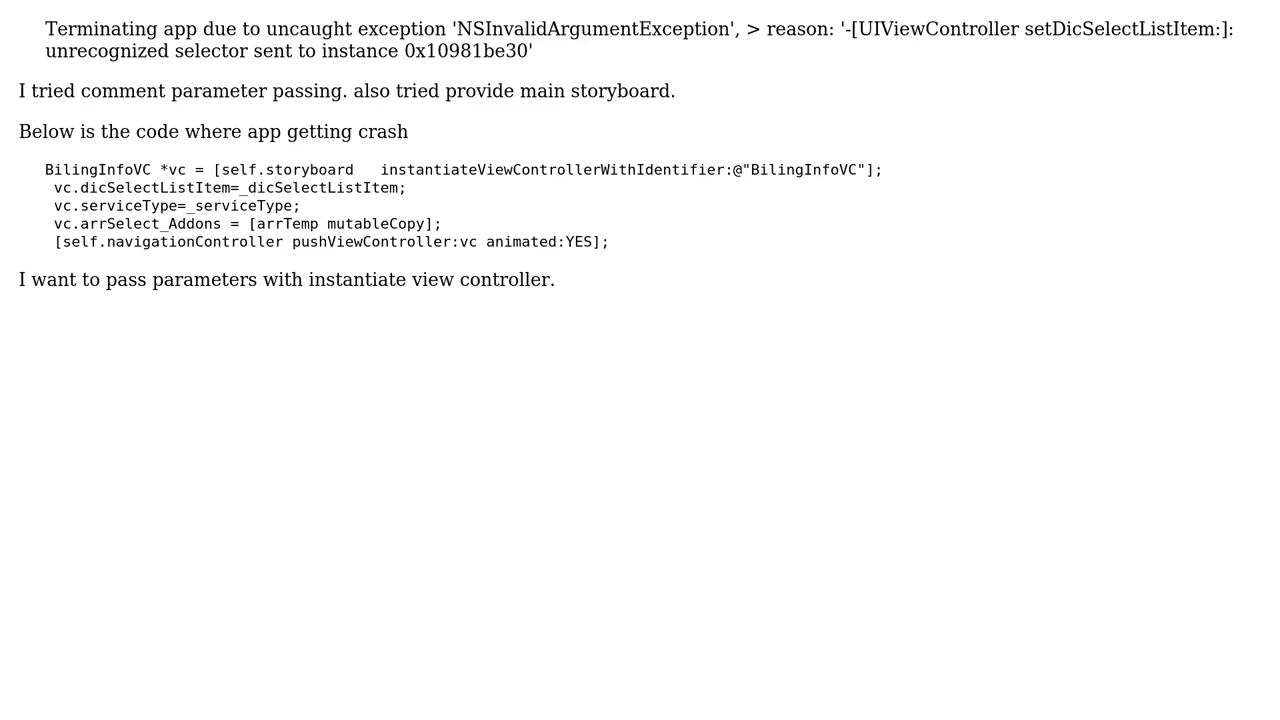 Terminating app due to uncaught exception 'NSInvalidArgumentException', > reason: '-[UIViewController setDicSelectListItem:]:
unrecognized selector sent to instance 0x10981be30'
I tried comment parameter passing. also tried provide main storyboard.
Below is the code where app getting crash
BilingInfoVC *vc = [self.storyboard   instantiateViewControllerWithIdentifier:@"BilingInfoVC"];
vc.dicSelectListItem=_dicSelectListItem;
vc.serviceType=_serviceType;
vc.arrSelect_Addons = [arrTemp mutableCopy];
[self.navigationController pushViewController:vc animated:YES];
I want to pass parameters with instantiate view controller.